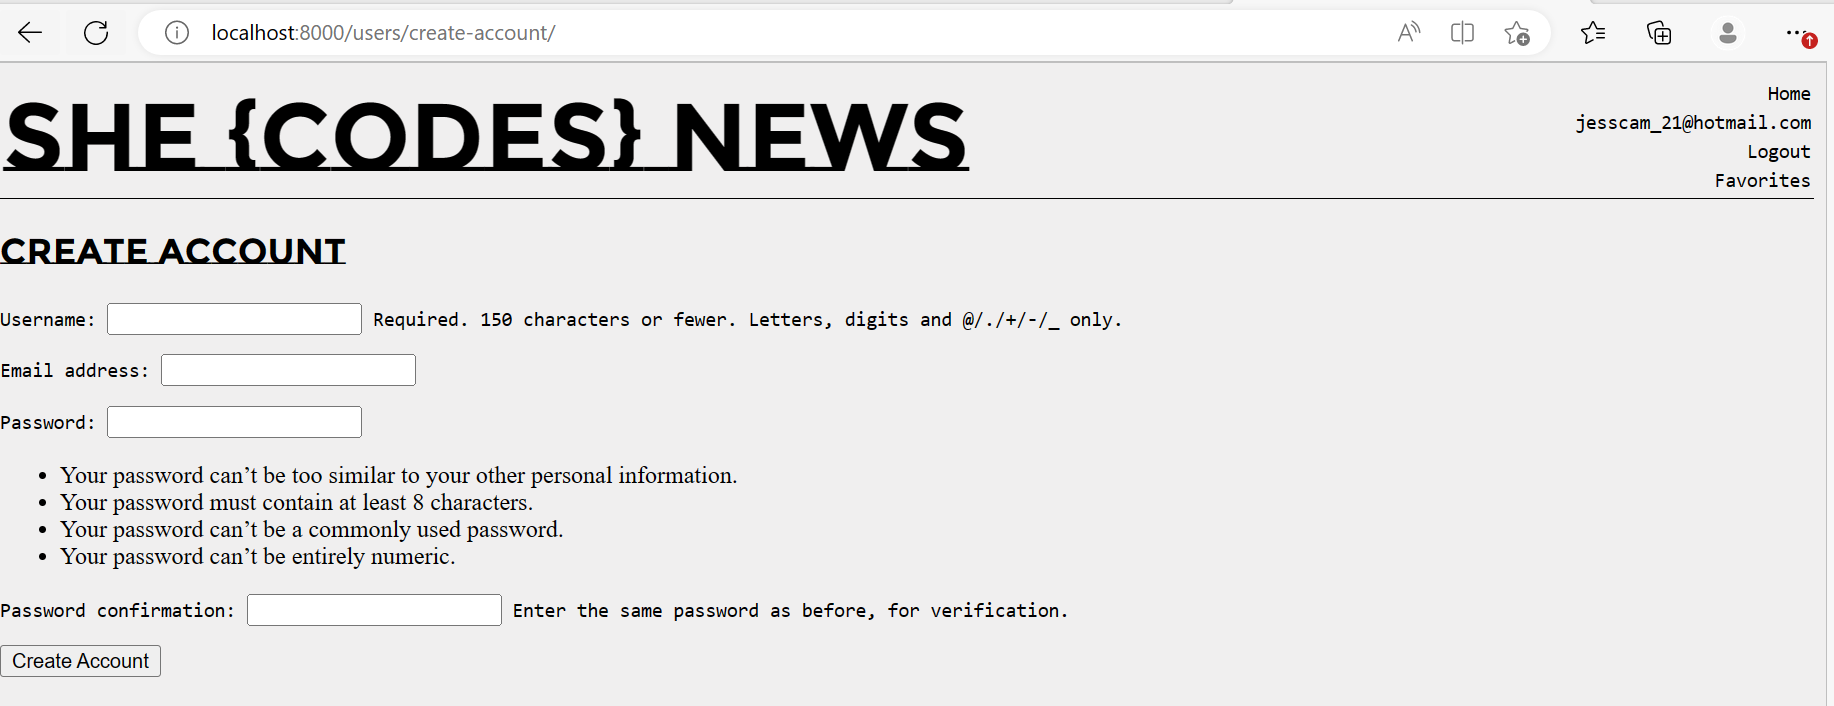 localhost:8000/users/create-account/
SHE {CODES} NEWS
Home
jesscam_21@hotmail.com
Logout
Favorites
CREATE ACCOUNT
Username: Required. 150 characters or fewer. Letters, digits and @/./+/-/_ only.
Email address:
Password:
• Your password can’t be too similar to your other personal information.
• Your password must contain at least 8 characters.
• Your password can’t be a commonly used password.
• Your password can’t be entirely numeric.
Password confirmation: Enter the same password as before, for verification.
Create Account